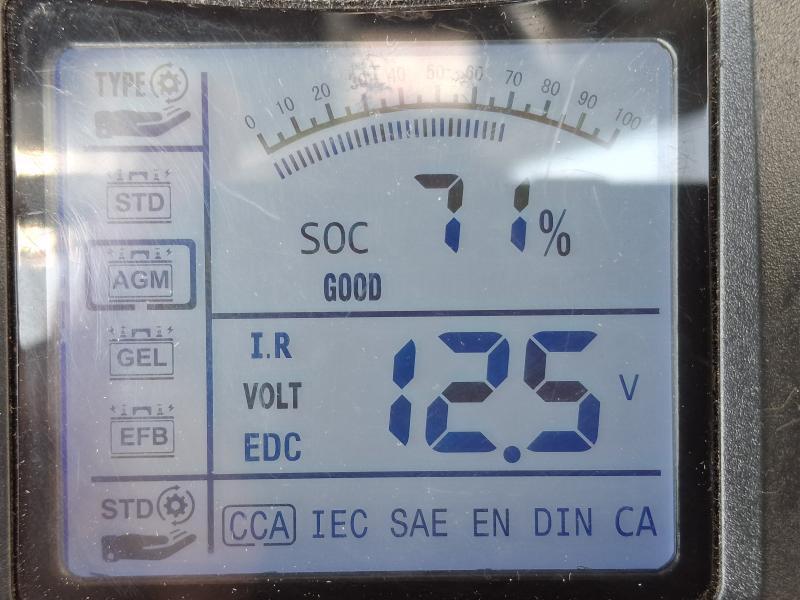 TYPE
0 10 20 30 40 50 60 70 80 90 100
STD
AGM
GEL
EFB
STD
SOC 71%
GOOD
I.R
VOLT 12.5 V
EDC
CCA IEC SAE EN DIN CA